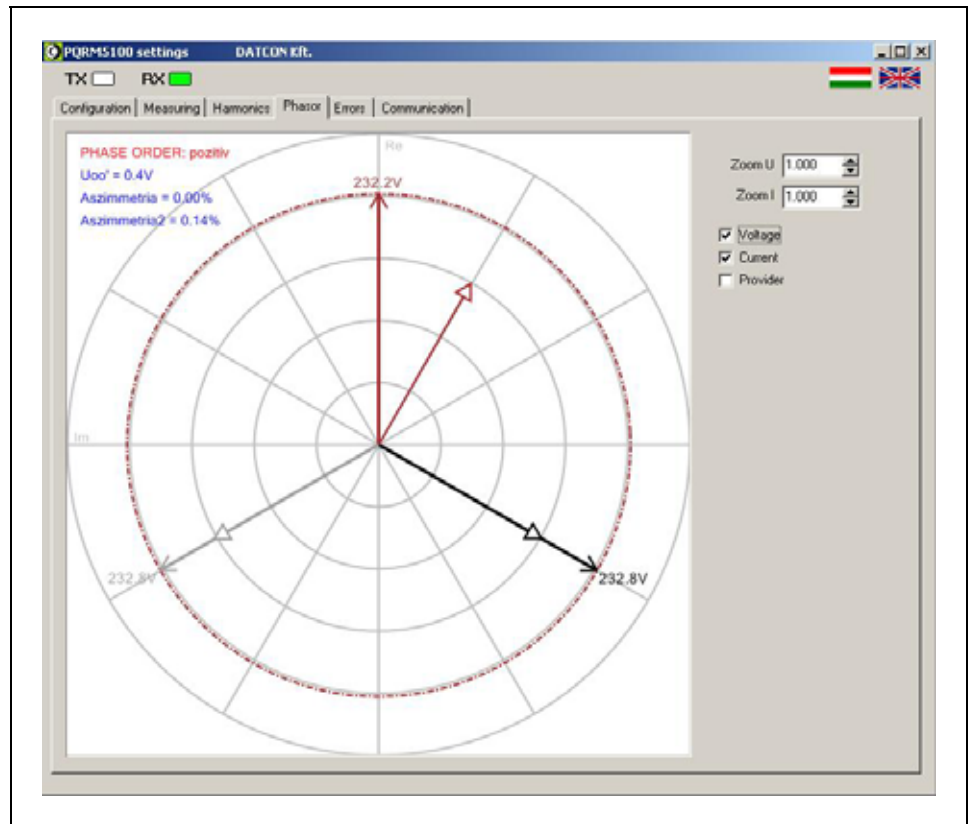 PQRM5100 settings DATCON Kft.
TX RX
Configuration Measuring Harmonics Phasor Errors Communication
PHASE ORDER: pozitiv
Uoo' = 0.4V
Aszimmetria = 0,00%
Aszimmetria2 = 0.14%
Re
232.2V
Im
232.8V
232.8V
Zoom U 1.000
Zoom I 1.000
Voltage
Current
Provider